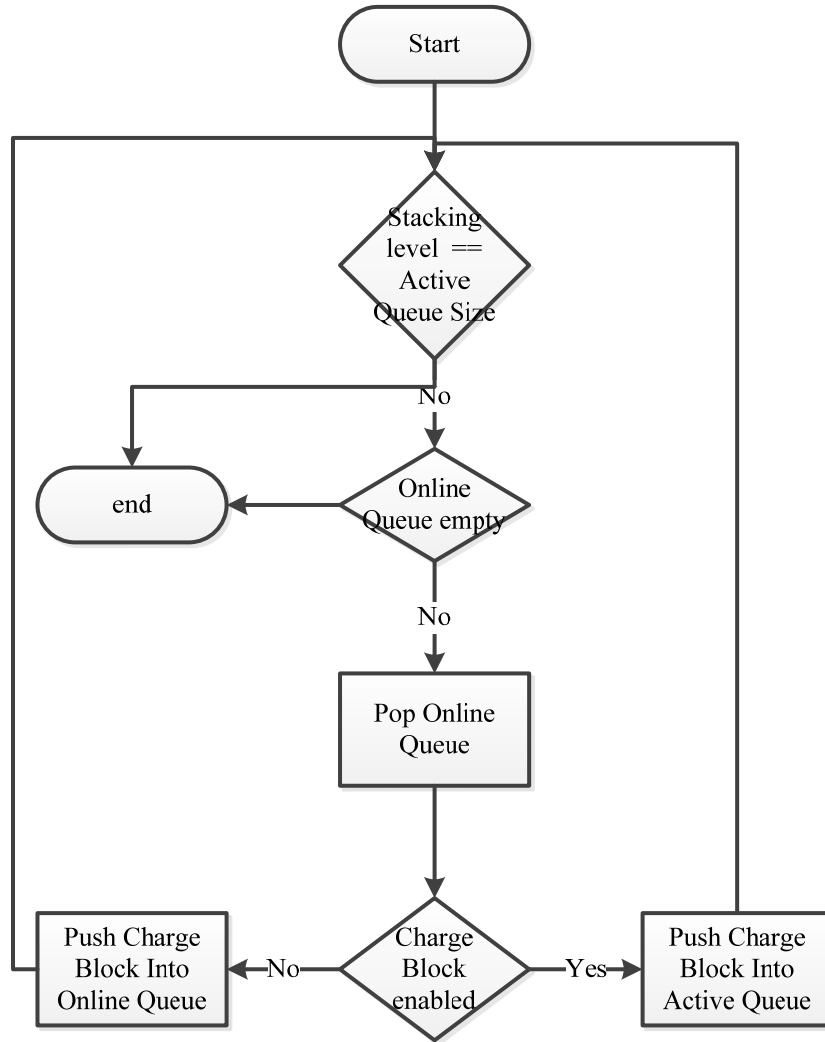 Start
Stacking
level ==
Active
Queue Size
No
end
Online
Queue empty
No
Pop Online
Queue
Push Charge
Block Into
Online Queue
No
Charge
Block
enabled
Yes
Push Charge
Block Into
Active Queue